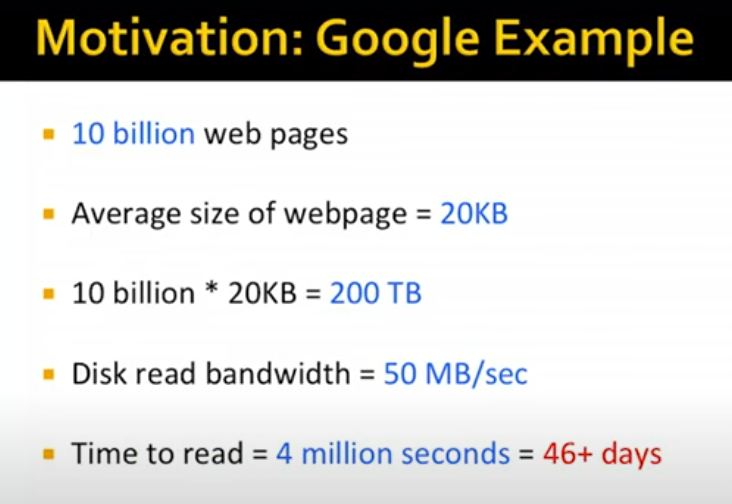 Motivation: Google Example
10 billion web pages
Average size of webpage = 20KB
10 billion * 20KB = 200 TB
Disk read bandwidth = 50 MB/sec
Time to read = 4 million seconds = 46+ days